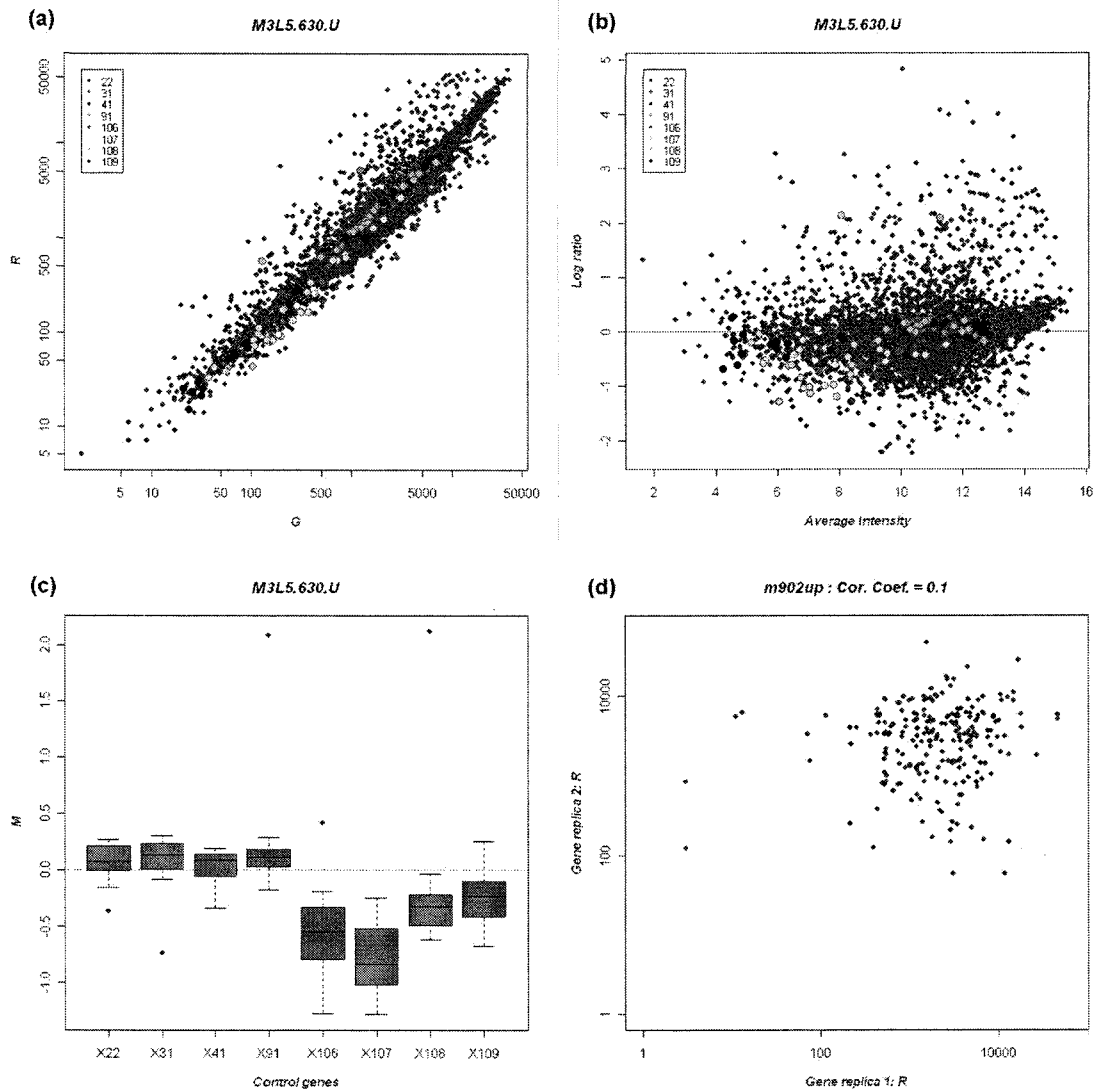 (a)
M3L5.630.U
22
31
41
91
106
107
108
109
R
50000
5000
500
100
50
10
5
5 10 50 100 500 5000 50000
G
(b)
M3L5.630.U
22
31
41
91
106
107
108
109
Log ratio
5
4
3
2
1
0
-1
-2
2 4 6 8 10 12 14 16
Average Intensity
(c)
M3L5.630.U
M
2.0
1.5
1.0
0.5
0.0
-0.5
-1.0
X22 X31 X41 X91 X106 X107 X108 X109
Control genes
(d)
m902up : Cor. Coef. = 0.1
Gene replica 2: R
10000
100
1
1 100 10000
Gene replica 1: R